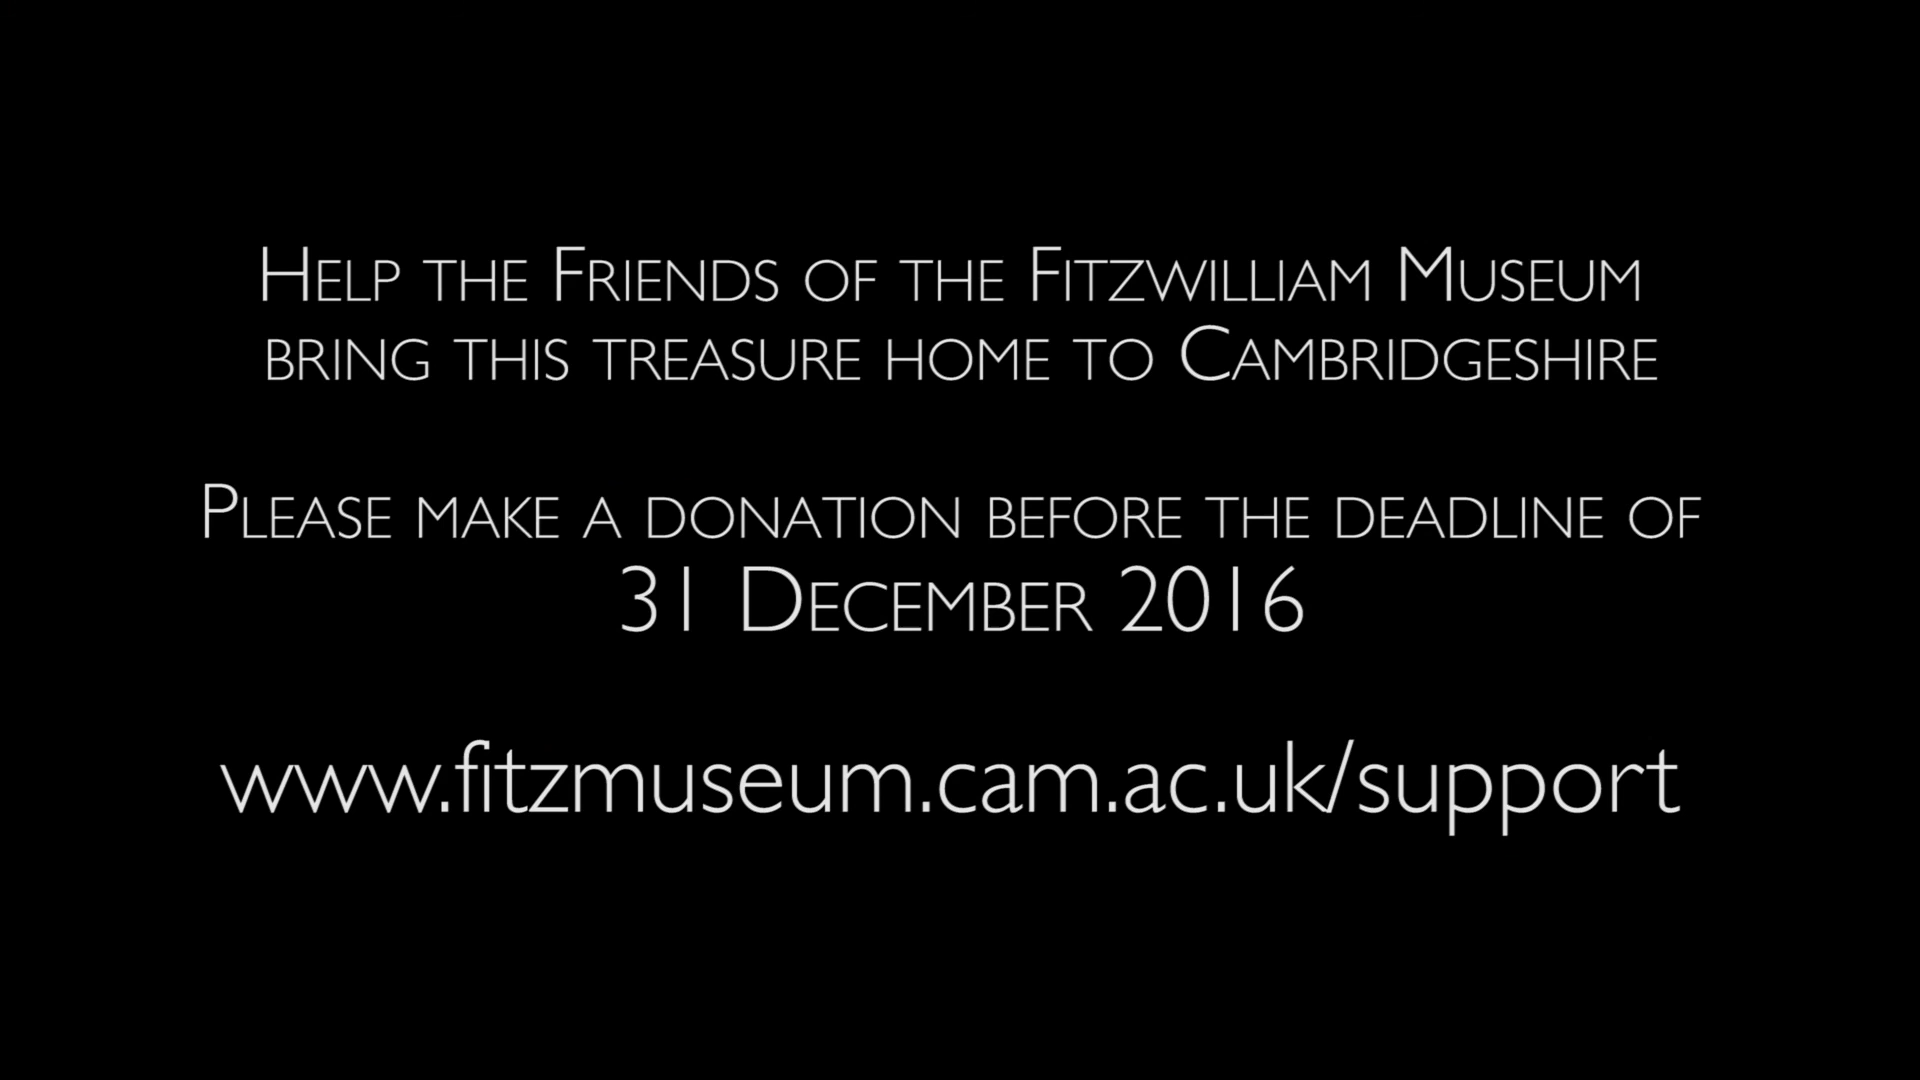 Help the Friends of the Fitzwilliam Museum
bring this treasure home to Cambridgeshire
Please make a donation before the deadline of
31 December 2016
www.fitzmuseum.cam.ac.uk/support